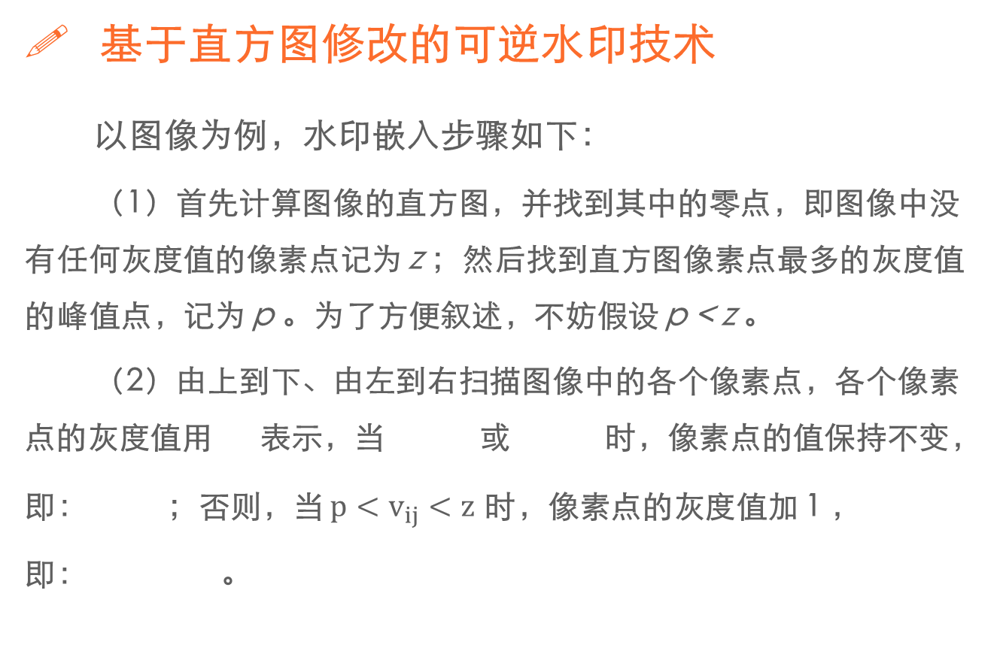 基于直方图修改的可逆水印技术
以图像为例，水印嵌入步骤如下：
（1）首先计算图像的直方图，并找到其中的零点，即图像中没
有任何灰度值的像素点记为 z；然后找到直方图像素点最多的灰度值
的峰值点，记为 p 。为了方便叙述，不妨假设 p < z 。
（2）由上到下、由左到右扫描图像中的各个像素点，各个像素
点的灰度值用 表示，当 或 时，像素点的值保持不变，
即： ；否则，当 p < v_ij < z 时，像素点的灰度值加 1 ，
即： 。